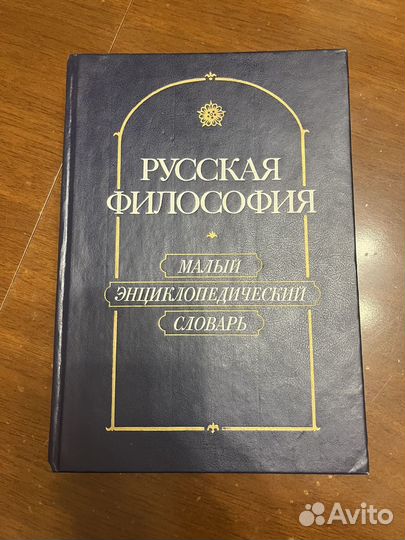 РУССКАЯ
ФИЛОСОФИЯ
МАЛЫЙ
ЭНЦИКЛОПЕДИЧЕСКИЙ
СЛОВАРЬ
Avito